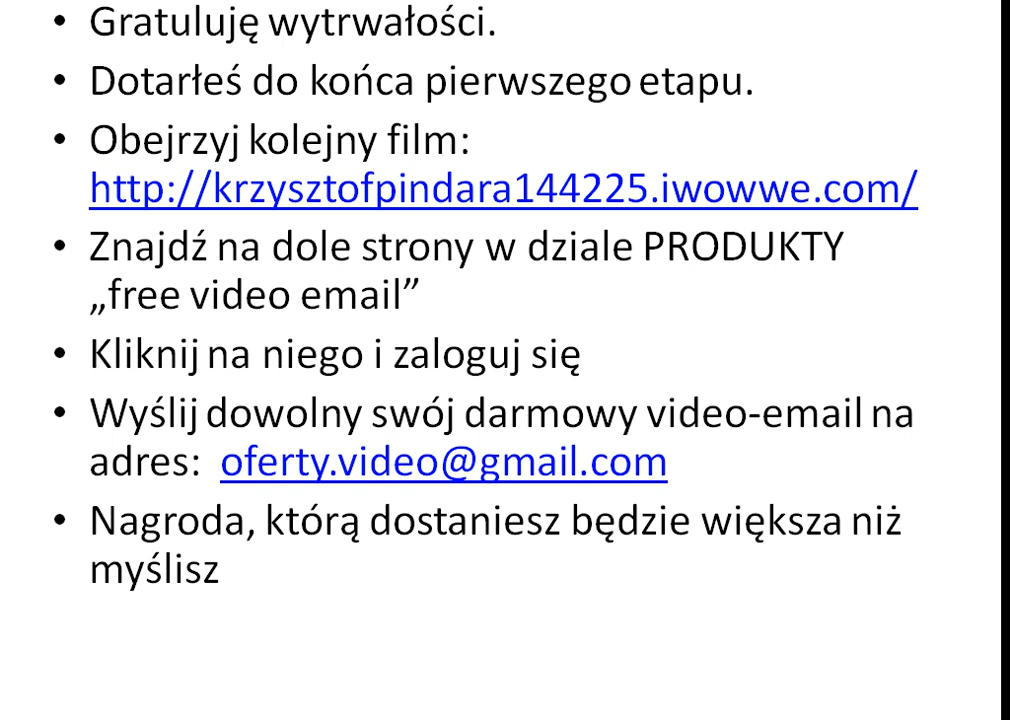 • Gratuluję wytrwałości.
• Dotarłeś do końca pierwszego etapu.
• Obejrzyj kolejny film:
http://krzysztofpindara144225.iwowwe.com/
• Znajdź na dole strony w dziale PRODUKTY
„free video email”
• Kliknij na niego i zaloguj się
• Wyślij dowolny swój darmowy video-email na
adres: oferty.video@gmail.com
• Nagroda, którą dostaniesz będzie większa niż
myślisz